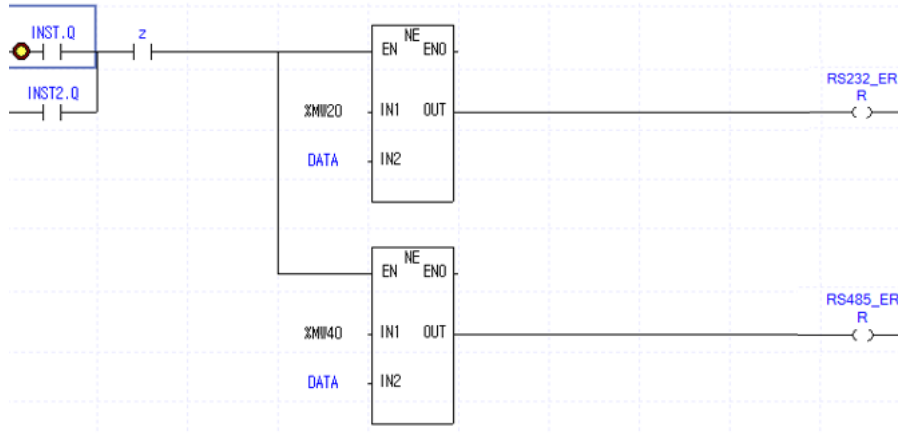 INST.Q
z
INST2.Q
NE
EN ENO
%MW20 IN1 OUT
DATA IN2
RS232_ER
R
NE
EN ENO
%MW40 IN1 OUT
DATA IN2
RS485_ER
R